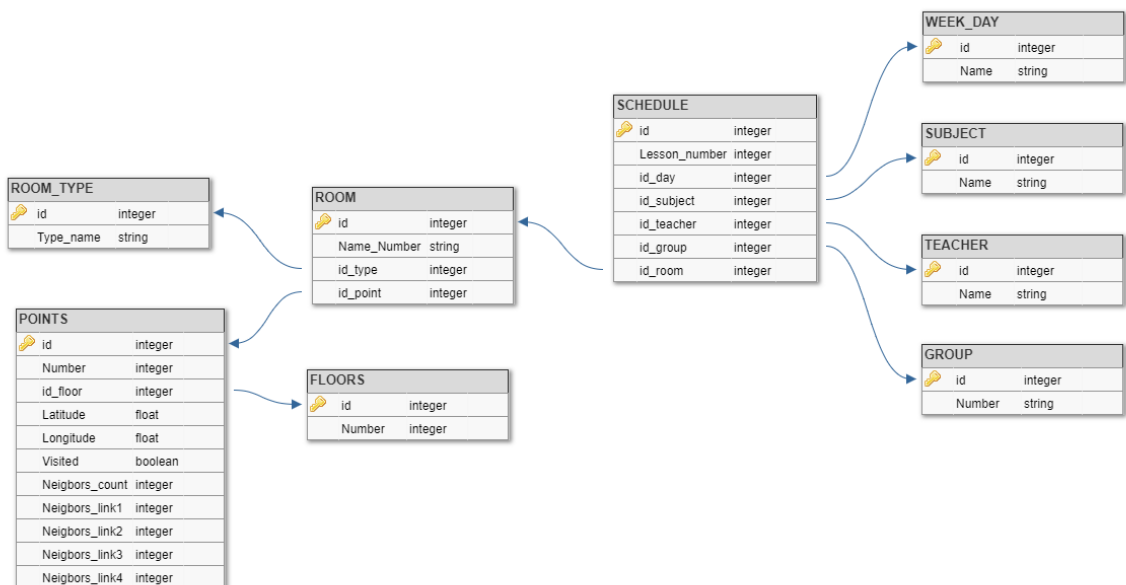 WEEK_DAY
id integer
Name string
SCHEDULE
id integer
Lesson_number integer
id_day integer
id_subject integer
id_teacher integer
id_group integer
id_room integer
SUBJECT
id integer
Name string
ROOM_TYPE
id integer
Type_name string
ROOM
id integer
Name_Number string
id_type integer
id_point integer
TEACHER
id integer
Name string
POINTS
id integer
Number integer
id_floor integer
Latitude float
Longitude float
Visited boolean
Neigbors_count integer
Neigbors_link1 integer
Neigbors_link2 integer
Neigbors_link3 integer
Neigbors_link4 integer
FLOORS
id integer
Number integer
GROUP
id integer
Number string